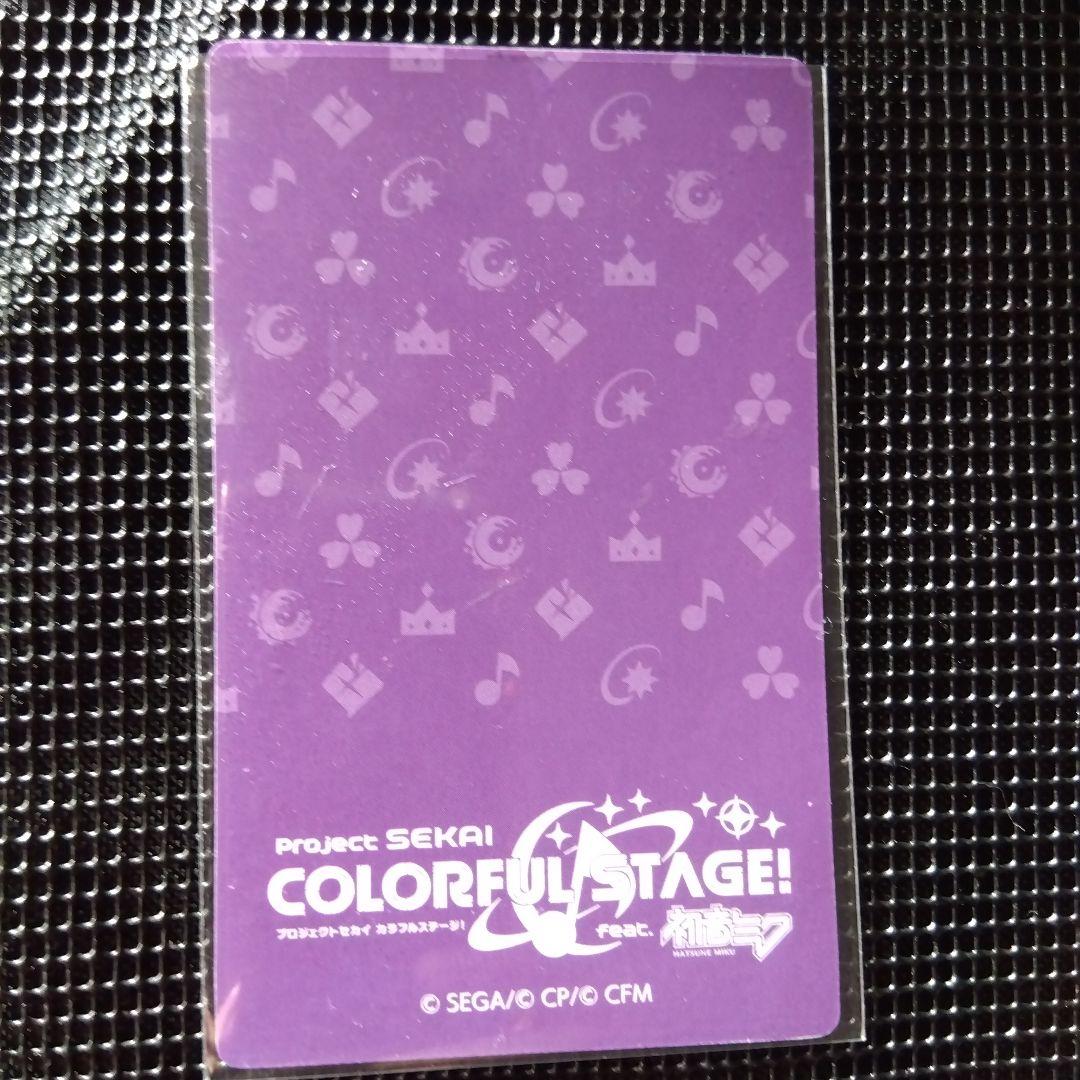 Project SEKAI
COLORFUL STAGE!
プロジェクトセカイ カラフルステージ!
feat. 初音ミク
HATSUNE MIKU
© SEGA/© CP/© CFM